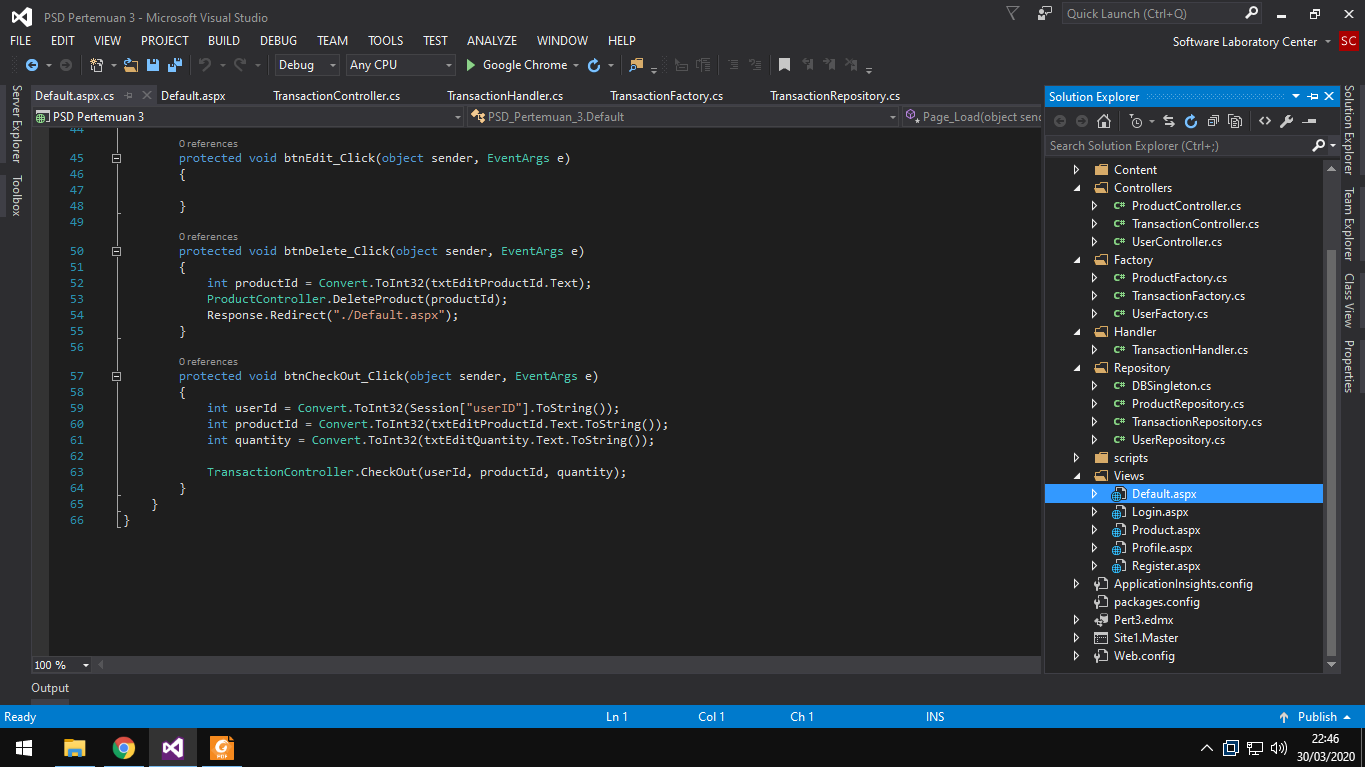 PSD Pertemuan 3 - Microsoft Visual Studio
Quick Launch (Ctrl+Q)
FILE EDIT VIEW PROJECT BUILD DEBUG TEAM TOOLS TEST ANALYZE WINDOW HELP
Software Laboratory Center SC
Debug Any CPU Google Chrome
Server Explorer
Toolbox
Default.aspx.cs Default.aspx TransactionController.cs TransactionHandler.cs TransactionFactory.cs TransactionRepository.cs
PSD Pertemuan 3 PSD_Pertemuan_3.Default Page_Load(object send
44
0 references
45 protected void btnEdit_Click(object sender, EventArgs e)
46 {
47
48 }
49
0 references
50 protected void btnDelete_Click(object sender, EventArgs e)
51 {
52 int productId = Convert.ToInt32(txtEditProductId.Text);
53 ProductController.DeleteProduct(productId);
54 Response.Redirect("./Default.aspx");
55 }
56
0 references
57 protected void btnCheckOut_Click(object sender, EventArgs e)
58 {
59 int userId = Convert.ToInt32(Session["userID"].ToString());
60 int productId = Convert.ToInt32(txtEditProductId.Text.ToString());
61 int quantity = Convert.ToInt32(txtEditQuantity.Text.ToString());
62
63 TransactionController.CheckOut(userId, productId, quantity);
64 }
65 }
66 }
100 %
Output
Solution Explorer
Search Solution Explorer (Ctrl+;)
Content
Controllers
C# ProductController.cs
C# TransactionController.cs
C# UserController.cs
Factory
C# ProductFactory.cs
C# TransactionFactory.cs
C# UserFactory.cs
Handler
C# TransactionHandler.cs
Repository
C# DBSingleton.cs
C# ProductRepository.cs
C# TransactionRepository.cs
C# UserRepository.cs
scripts
Views
Default.aspx
Login.aspx
Product.aspx
Profile.aspx
Register.aspx
ApplicationInsights.config
packages.config
Pert3.edmx
Site1.Master
Web.config
Solution Explorer
Team Explorer
Class View
Properties
Ready Ln 1 Col 1 Ch 1 INS Publish
22:46
30/03/2020